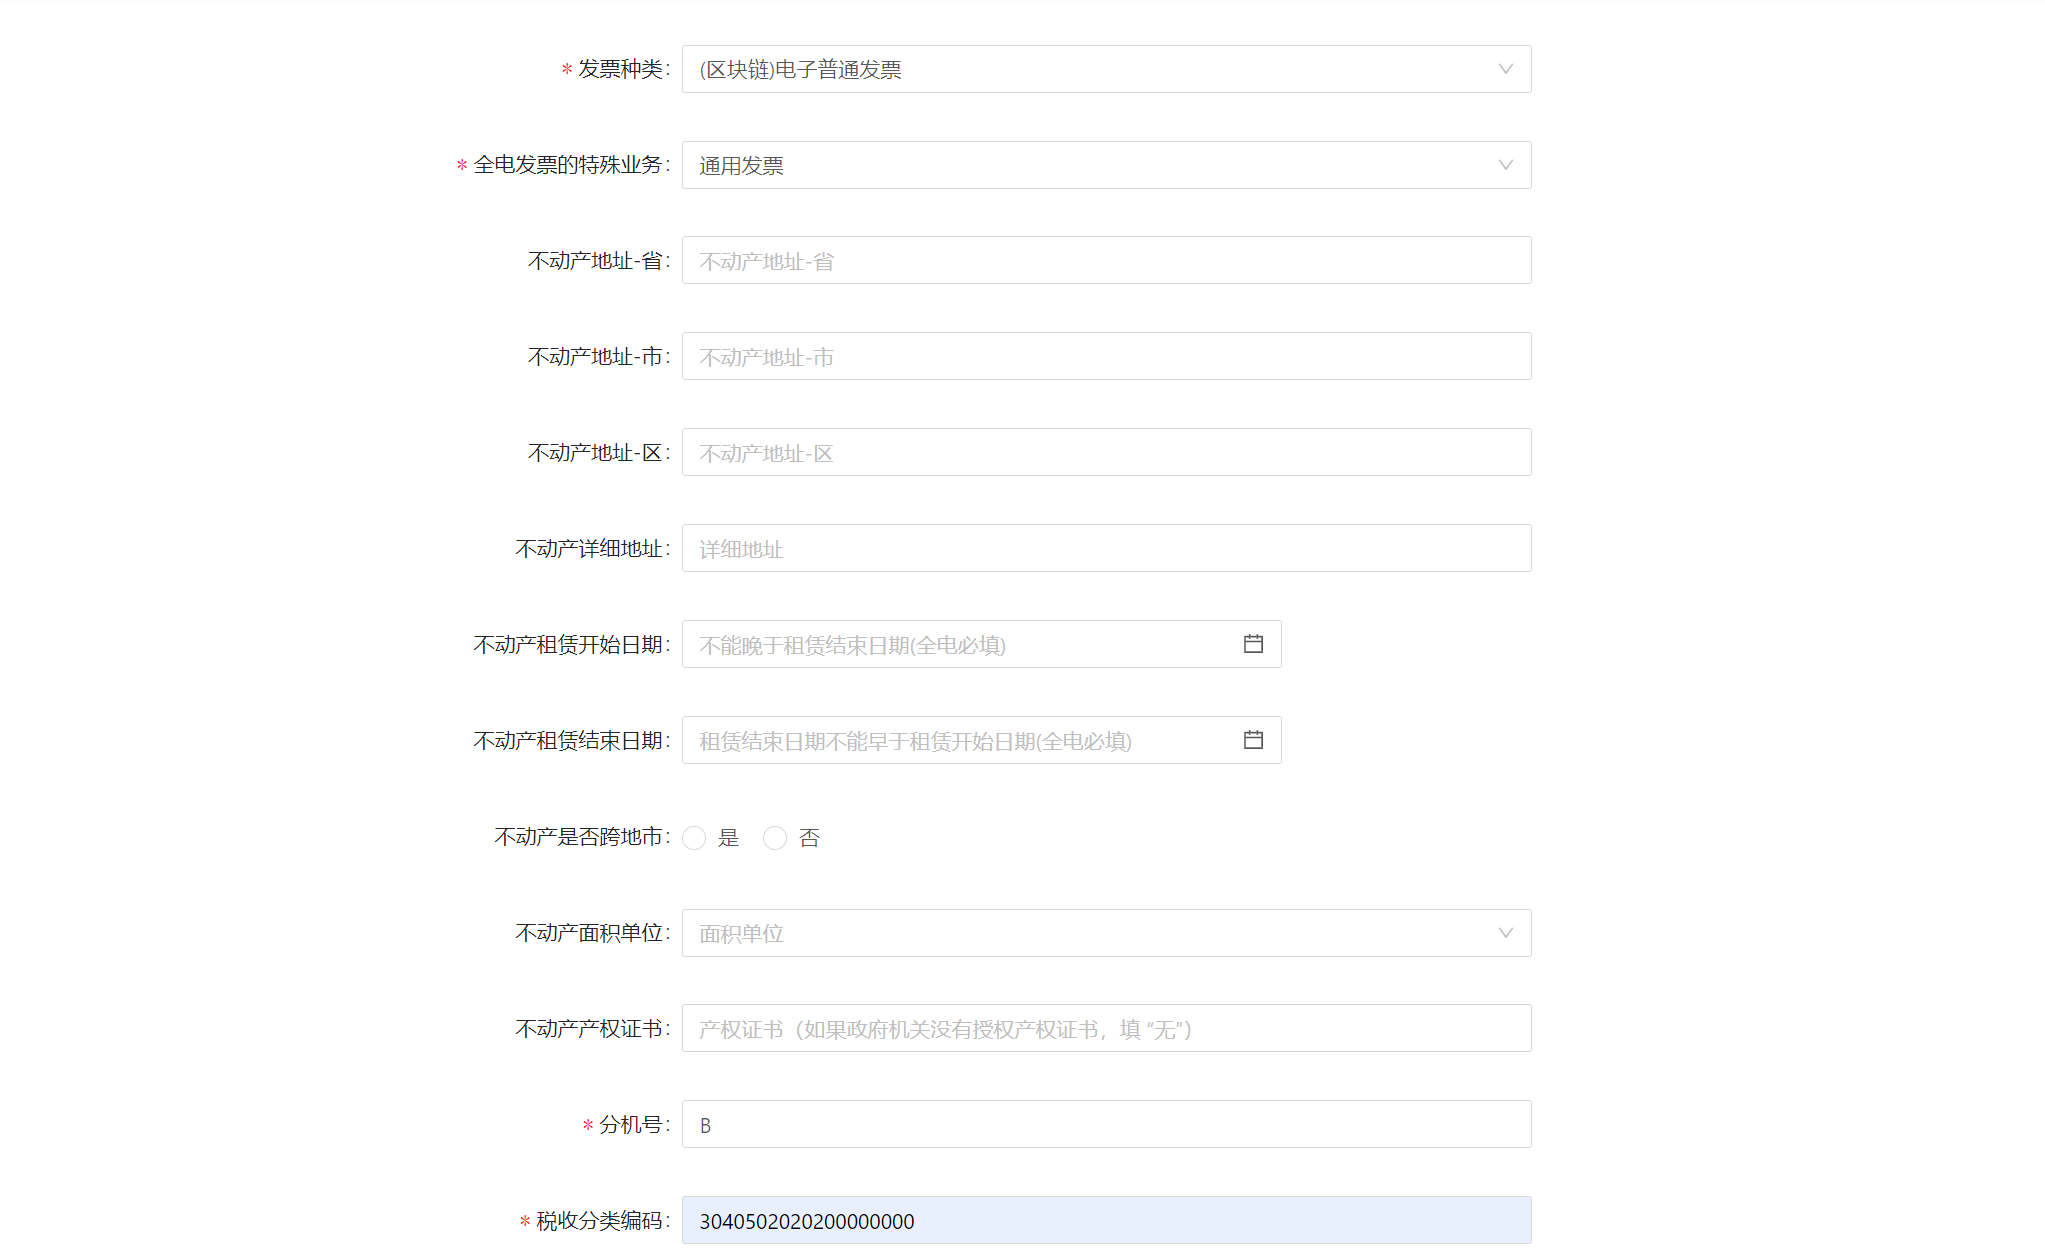 * 发票种类: (区块链)电子普通发票
* 全电发票的特殊业务: 通用发票
不动产地址-省: 不动产地址-省
不动产地址-市: 不动产地址-市
不动产地址-区: 不动产地址-区
不动产详细地址: 详细地址
不动产租赁开始日期: 不能晚于租赁结束日期(全电必填)
不动产租赁结束日期: 租赁结束日期不能早于租赁开始日期(全电必填)
不动产是否跨地市: 是 否
不动产面积单位: 面积单位
不动产产权证书: 产权证书（如果政府机关没有授权产权证书，填 “无”）
* 分机号: B
* 税收分类编码: 3040502020200000000